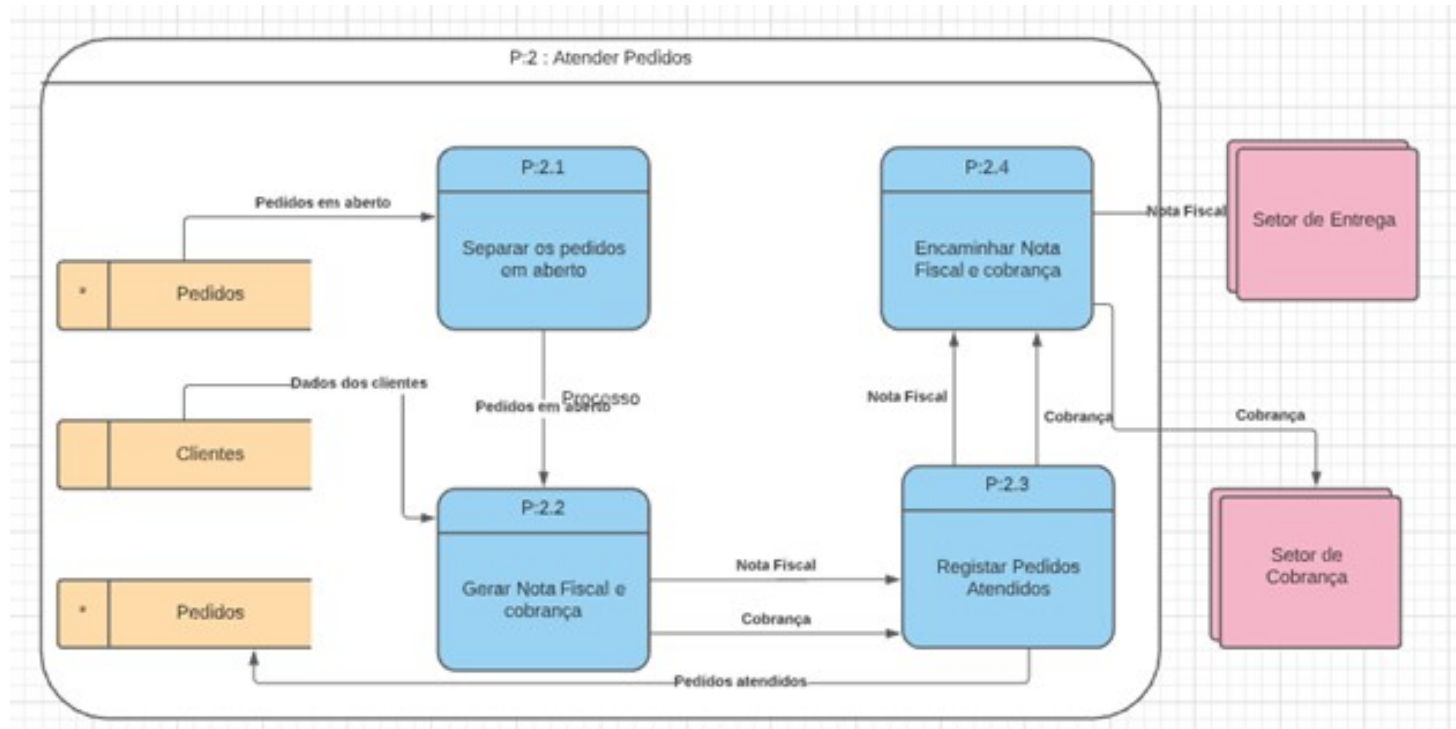 P:2 : Atender Pedidos
P:2.1
Separar os pedidos
em aberto
P:2.4
Encaminhar Nota
Fiscal e cobrança
Nota Fiscal
Setor de Entrega
Pedidos em aberto
*
Pedidos
Dados dos clientes
Processo
Pedidos em aberto
Nota Fiscal
Cobrança
Cobrança
Clientes
P:2.2
Gerar Nota Fiscal e
cobrança
Nota Fiscal
Cobrança
P:2.3
Registar Pedidos
Atendidos
Setor de
Cobrança
*
Pedidos
Pedidos atendidos